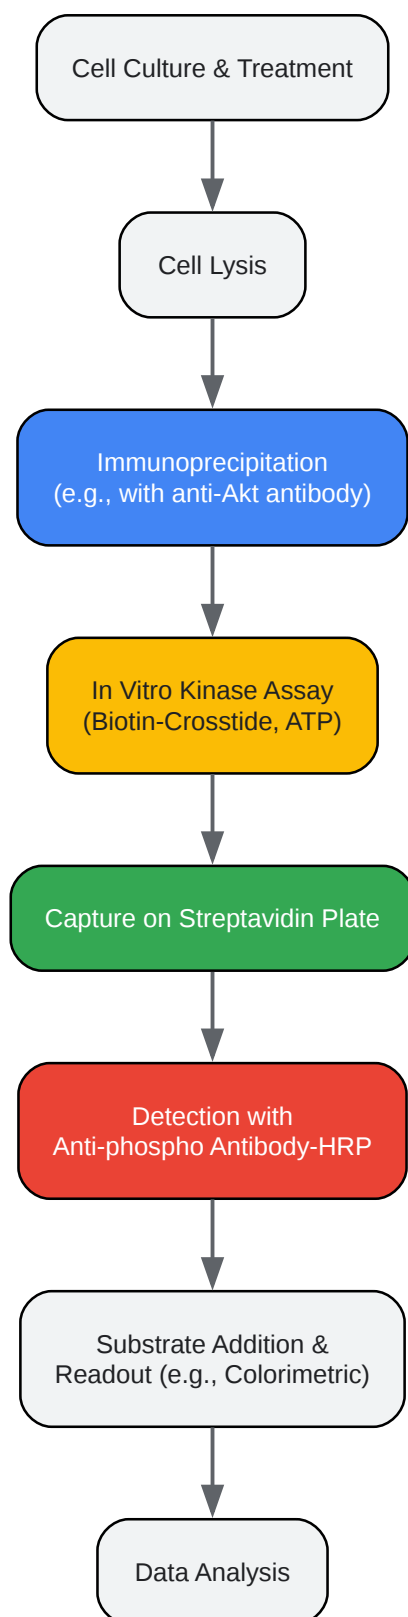 Cell Culture & Treatment
Cell Lysis
Immunoprecipitation
(e.g., with anti-Akt antibody)
In Vitro Kinase Assay
(Biotin-Crosstide, ATP)
Capture on Streptavidin Plate
Detection with
Anti-phospho Antibody-HRP
Substrate Addition &
Readout (e.g., Colorimetric)
Data Analysis